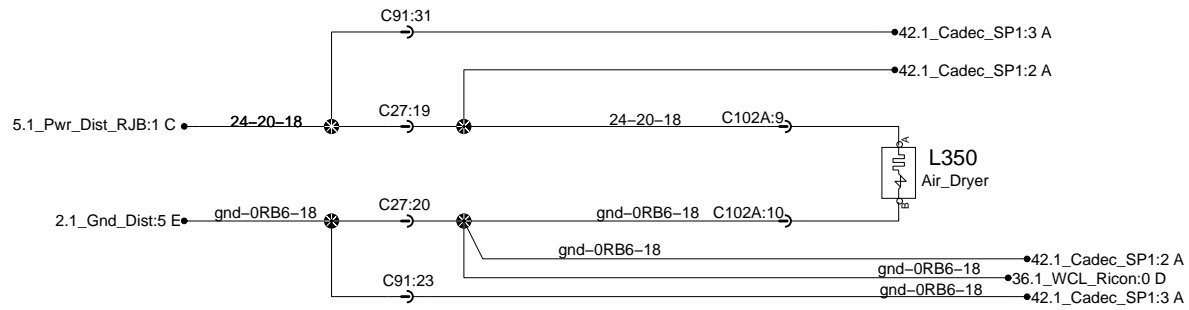 C91:31
42.1_Cadec_SP1:3 A
42.1_Cadec_SP1:2 A
5.1_Pwr_Dist_RJB:1 C
24–20–18
C27:19
24–20–18
C102A:9
A
L350
Air_Dryer
B
2.1_Gnd_Dist:5 E
gnd–0RB6–18
C27:20
gnd–0RB6–18
C102A:10
gnd–0RB6–18
42.1_Cadec_SP1:2 A
gnd–0RB6–18
36.1_WCL_Ricon:0 D
C91:23
gnd–0RB6–18
42.1_Cadec_SP1:3 A